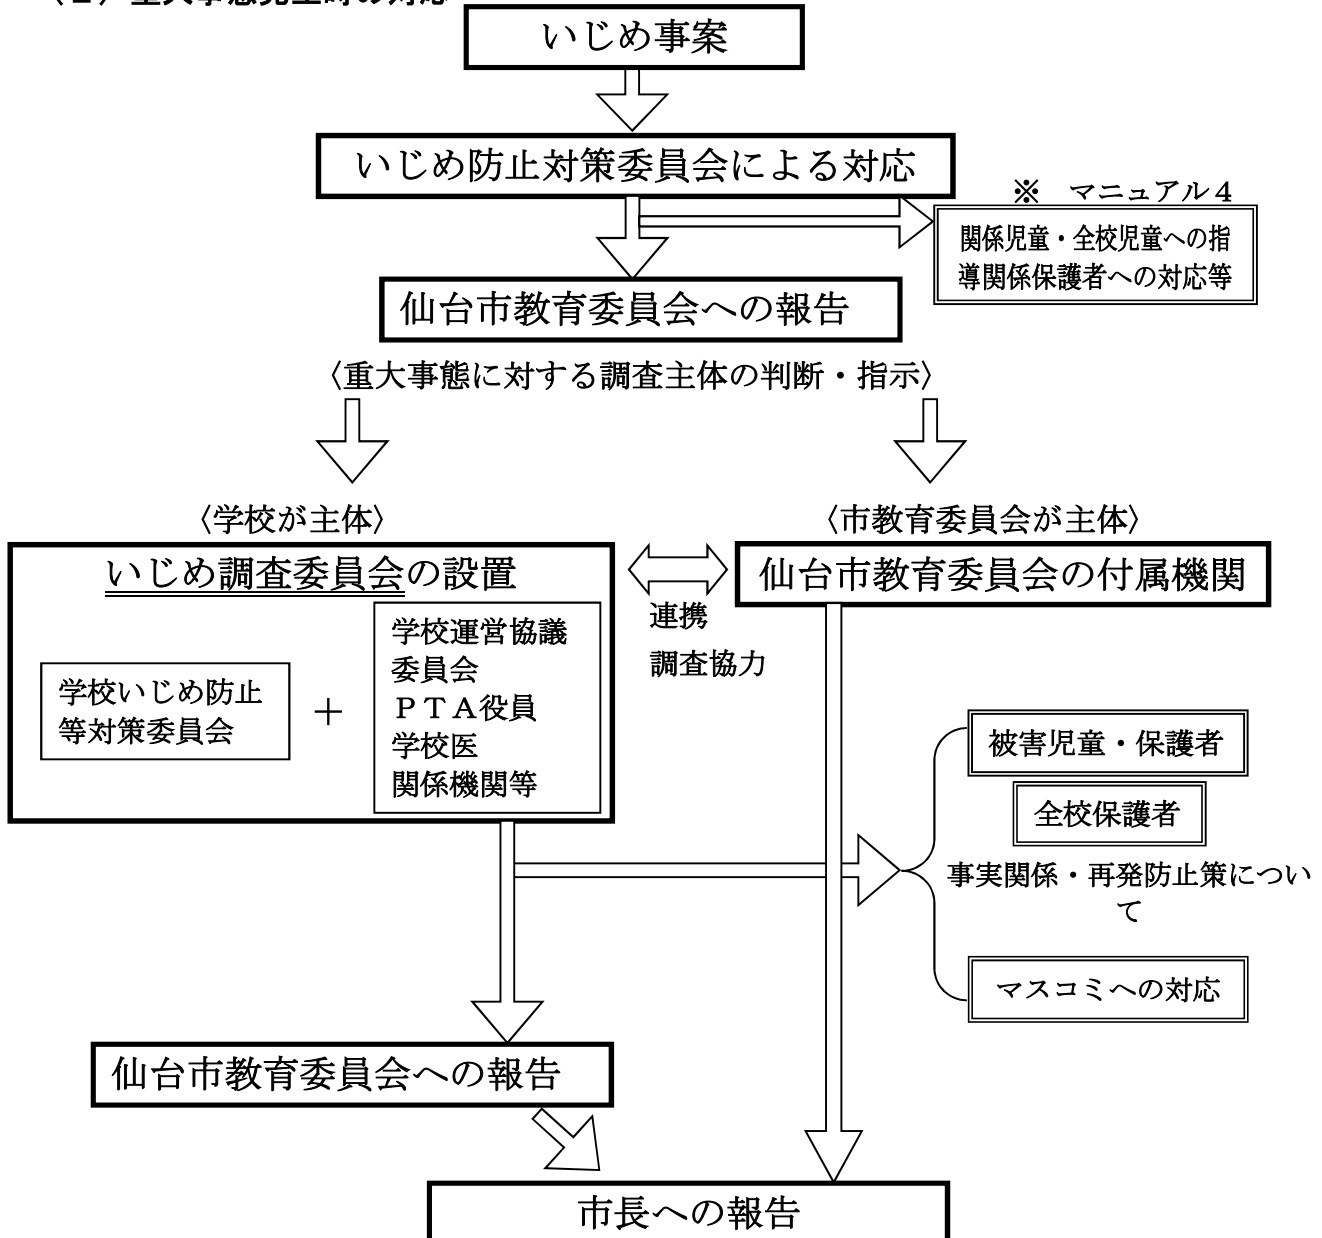 いじめ事案
いじめ防止対策委員会による対応
※　マニュアル４
関係児童・全校児童への指
導関係保護者への対応等
仙台市教育委員会への報告
〈重大事態に対する調査主体の判断・指示〉
〈学校が主体〉
〈市教育委員会が主体〉
いじめ調査委員会の設置
仙台市教育委員会の付属機関
連携
調査協力
学校いじめ防止
等対策委員会
＋
学校運営協議
委員会
ＰＴＡ役員
学校医
関係機関等
被害児童・保護者
全校保護者
事実関係・再発防止策につい
て
マスコミへの対応
仙台市教育委員会への報告
市長への報告